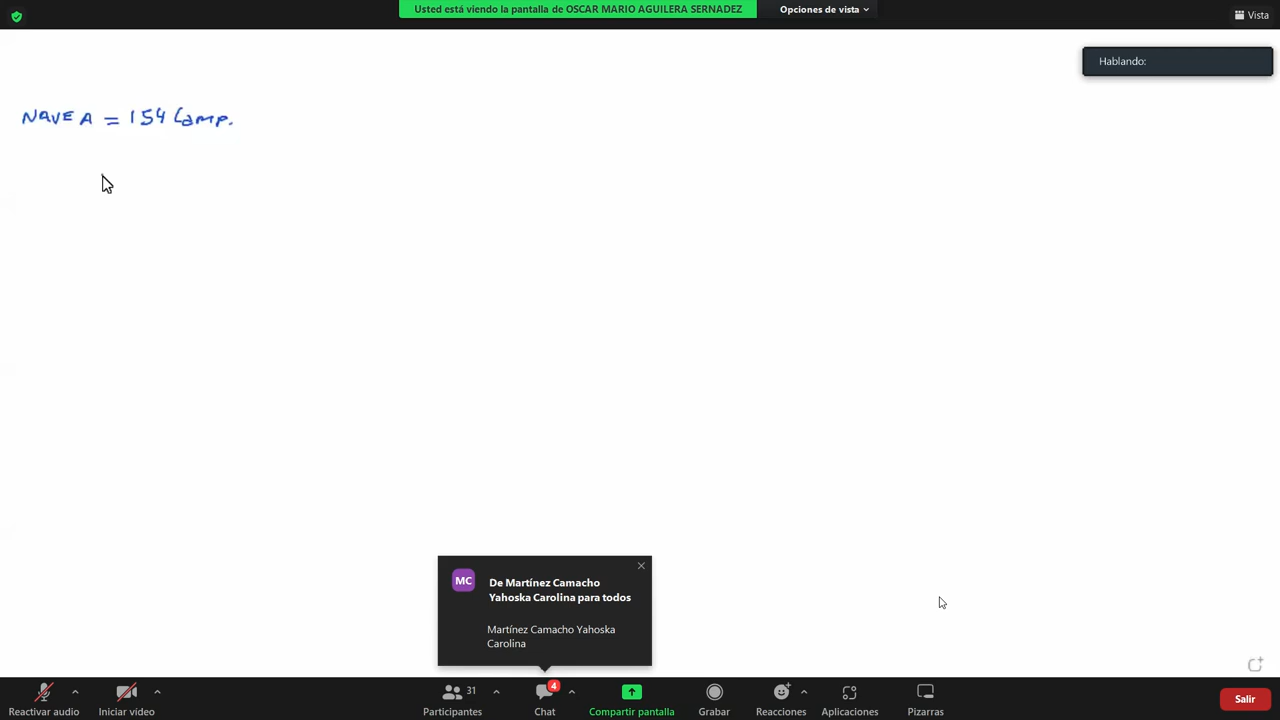 Usted está viendo la pantalla de OSCAR MARIO AGUILERA SERNADEZ
Opciones de vista
Vista
Hablando:
NAVE A = 154 Camp.
MC
De Martínez Camacho
Yahoska Carolina para todos
Martínez Camacho Yahoska
Carolina
31
4
Reactivar audio
Iniciar video
Participantes
Chat
Compartir pantalla
Grabar
Reacciones
Aplicaciones
Pizarras
Salir